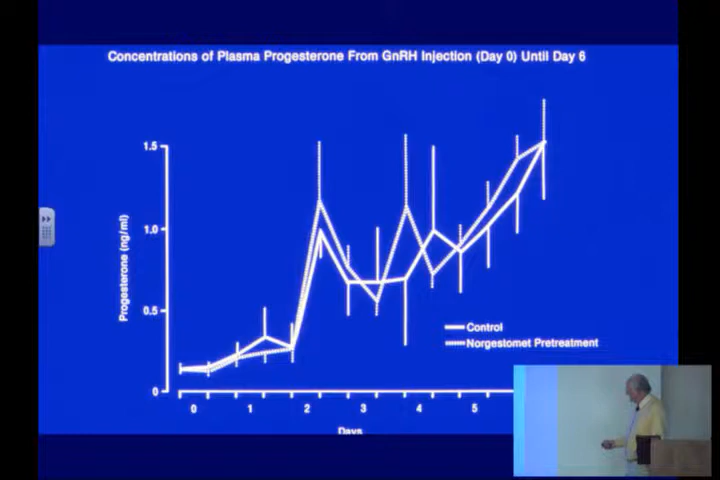 Concentrations of Plasma Progesterone From GnRH Injection (Day 0) Until Day 6
1.5
1.0
0.5
0
Progesterone (ng/ml)
Control
Norgestomet Pretreatment
0 1 2 3 4 5
Days